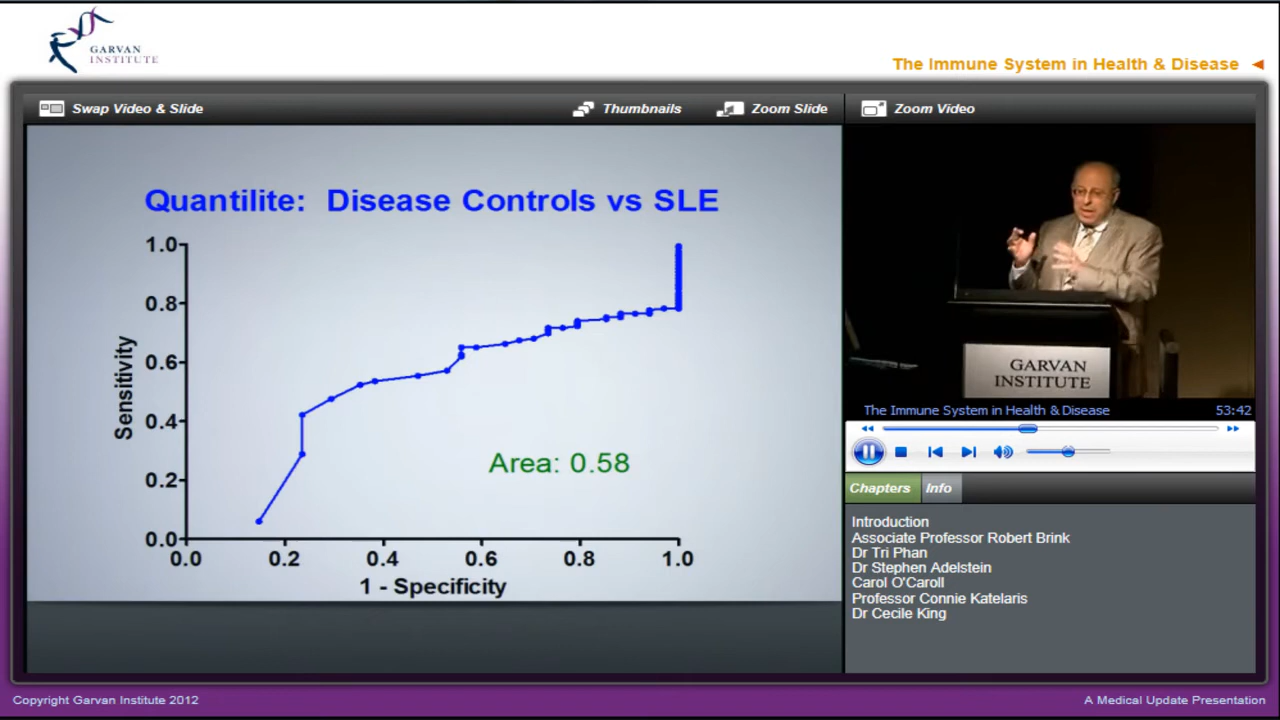 GARVAN
INSTITUTE
The Immune System in Health & Disease
Swap Video & Slide
Thumbnails
Zoom Slide
Zoom Video
Quantilite: Disease Controls vs SLE
1.0
0.8
0.6
0.4
0.2
0.0
Sensitivity
Area: 0.58
0.0 0.2 0.4 0.6 0.8 1.0
1 - Specificity
GARVAN
INSTITUTE
The Immune System in Health & Disease 53:42
Chapters
Info
Introduction
Associate Professor Robert Brink
Dr Tri Phan
Dr Stephen Adelstein
Carol O'Caroll
Professor Connie Katelaris
Dr Cecile King
Copyright Garvan Institute 2012
A Medical Update Presentation